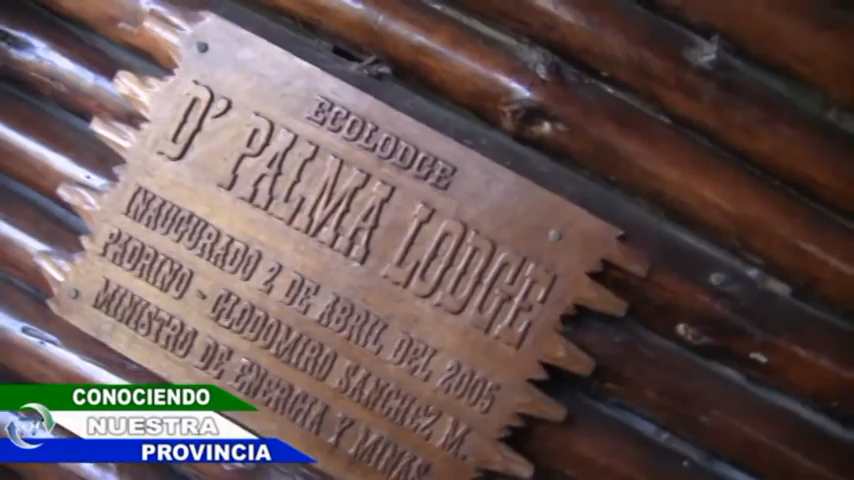 ECOLODGE
D'PALMA LODGE
INAUGURADO 2 DE ABRIL DEL 2005
PADRINO - CLODOMIRO SANCHEZ M.
MINISTRO DE ENERGIA Y MINAS
CONOCIENDO
NUESTRA
PROVINCIA